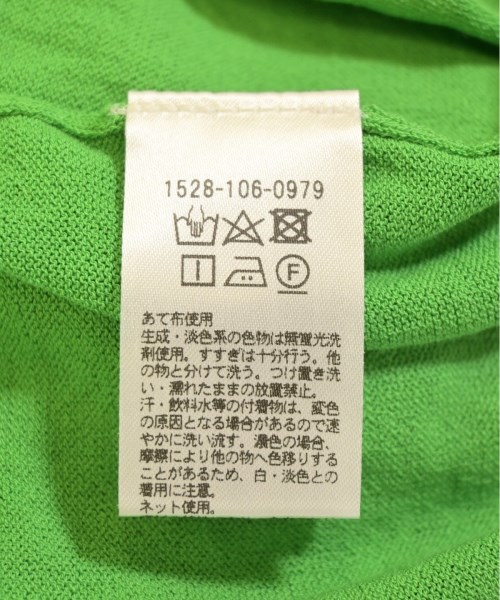 1528-106-0979
F
あて布使用
生成・淡色系の色物は無蛍光洗
剤使用。すすぎは十分行う。他
の物と分けて洗う。つけ置き洗
い・濡れたままの放置禁止。
汗・飲料水等の付着物は、変色
の原因となる場合があるので速
やかに洗い流す。濃色の場合、
摩擦により他の物へ色移りする
ことがあるため、白・淡色との
着用に注意。
ネット使用。